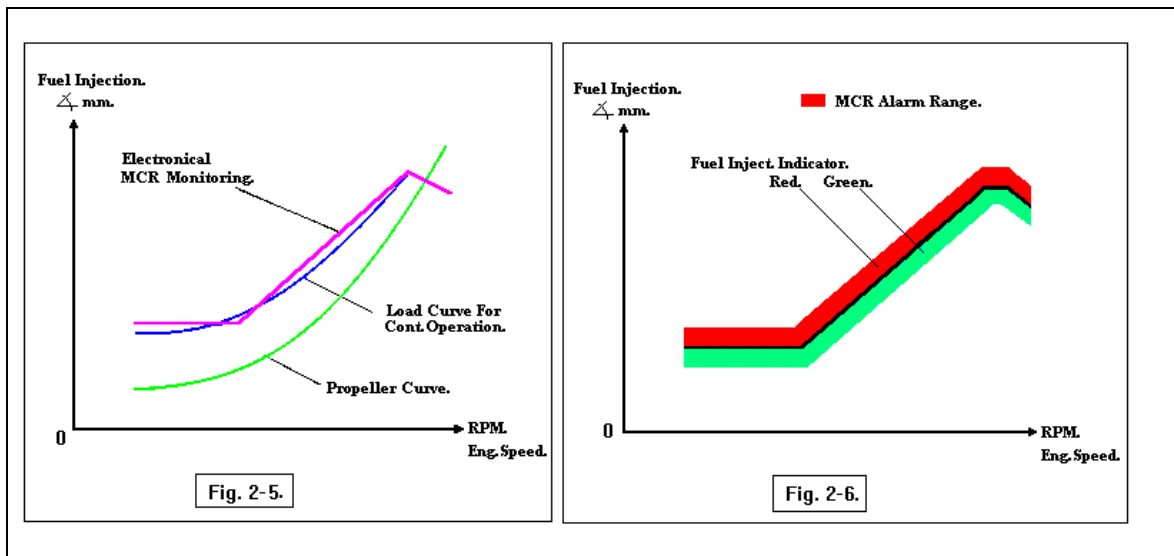 Fuel Injection.
∡ mm.
Electronical
MCR Monitoring.
Load Curve For
Cont. Operation.
Propeller Curve.
0
RPM.
Eng. Speed.
Fig. 2-5.
Fuel Injection.
∡ mm.
MCR Alarm Range.
Fuel Inject. Indicator.
Red. Green.
0
RPM.
Eng. Speed.
Fig. 2-6.